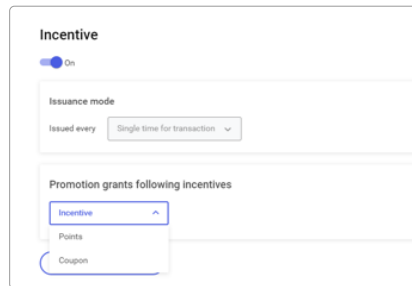 Incentive
On
Issuance mode
Issued every Single time for transaction
Promotion grants following incentives
Incentive
Points
Coupon